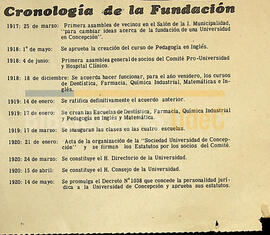 Cronología de la Fundación
1917: 25 de marzo: Primera asamblea de vecinos en el Salón de la I. Municipalidad,
"para cambiar ideas acerca de la fundación de una Universidad
en Concepción".
1918: 1° de mayo: Se aprueba la creación del curso de Pedagogía en Inglés.
1918: 4 de junio: Primera asamblea general de socios del Comité Pro-Universidad
y Hospital Clínico.
1918: 18 de diciembre: Se acuerda hacer funcionar, para el año venidero, los cursos
de Dentística, Farmacia, Química Industrial, Matemáticas e In-
glés.
1919: 14 de enero: Se ratifica definitivamente el acuerdo anterior.
1919: 17 de enero: Se crean las Escuelas de Dentística, Farmacia, Química Industrial
y Pedagogía en Inglés y Matemática.
1919: 17 de marzo: Se inauguran las clases en las cuatro escuelas.
1920: 21 de enero: Acta de la organización de la "Sociedad Universidad de Concep-
ción" y se firman los Estatutos por los socios del Comité.
1920: 24 de marzo: Se constituye el H. Directorio de la Universidad.
1920: 15 de abril: Se constituye el H. Consejo de la Universidad.
1920: 14 de mayo: Se promulga el Decreto N° 1038 que concede la personalidad jurí-
dica a la Universidad de Concepción y aprueba sus estatutos.